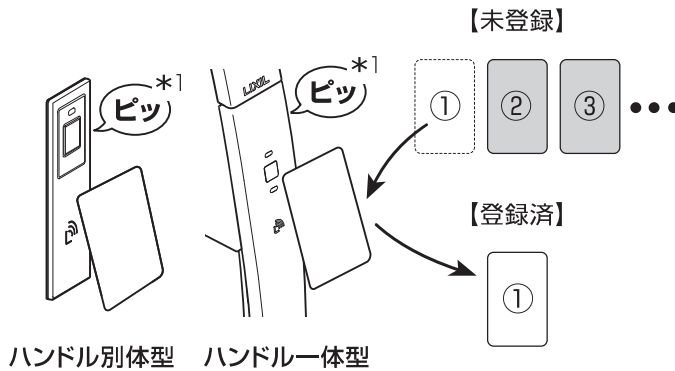 【未登録】
*1
ピッ
LIXIL
*1
ピッ
① ② ③ •••
【登録済】
①
ハンドル別体型 ハンドル一体型